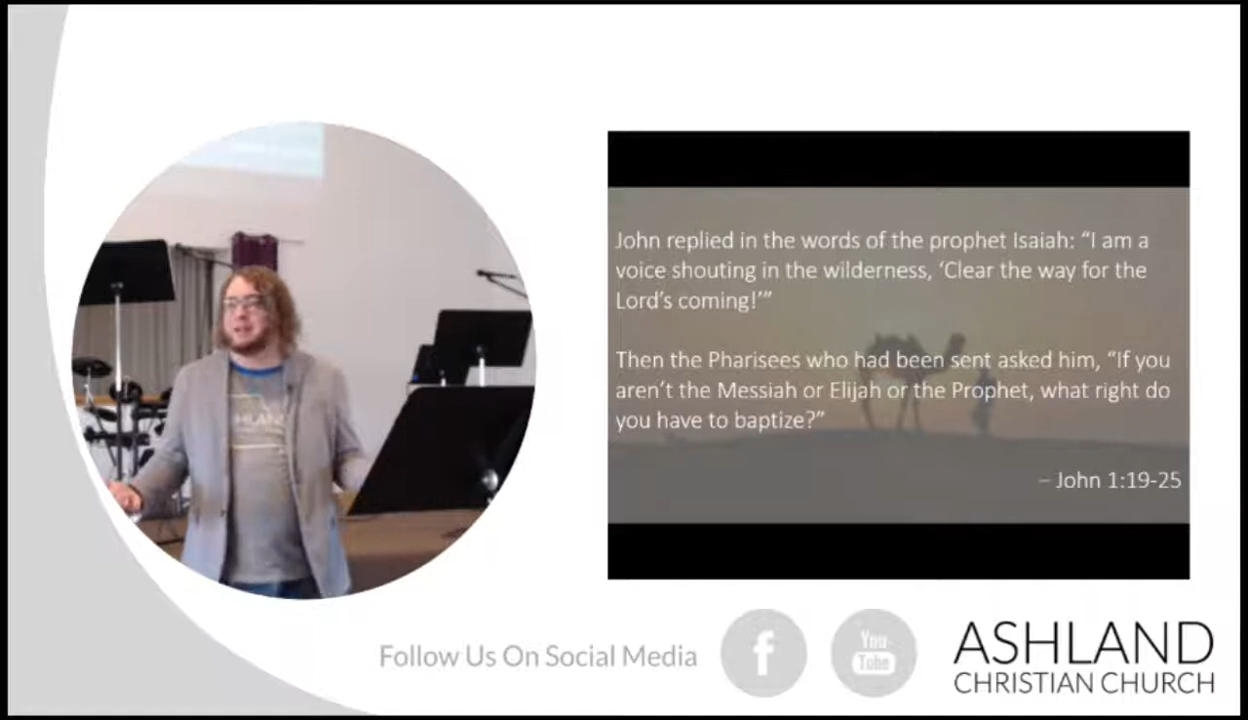 ASHLAND
John replied in the words of the prophet Isaiah: “I am a
voice shouting in the wilderness, ‘Clear the way for the
Lord’s coming!’”
Then the Pharisees who had been sent asked him, “If you
aren’t the Messiah or Elijah or the Prophet, what right do
you have to baptize?”
– John 1:19-25
Follow Us On Social Media
f
You
Tube
ASHLAND
CHRISTIAN CHURCH